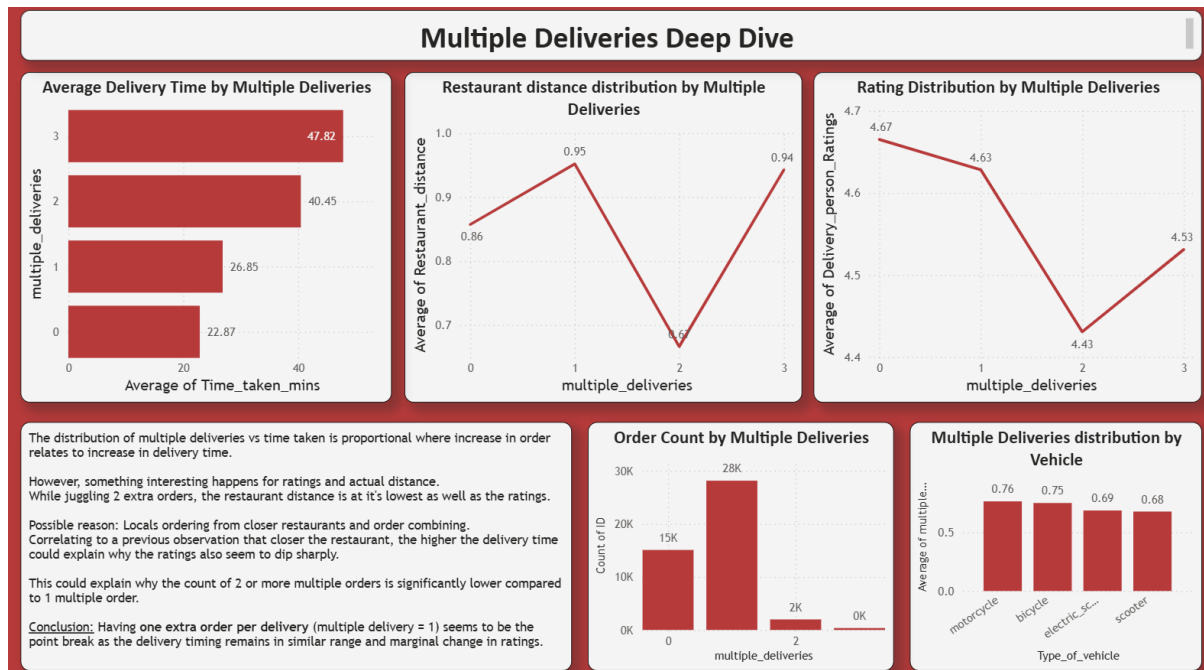 Multiple Deliveries Deep Dive
Average Delivery Time by Multiple Deliveries
multiple_deliveries
3
47.82
2
40.45
1
26.85
0
22.87
0
20
40
Average of Time_taken_mins
Restaurant distance distribution by Multiple
Deliveries
Average of Restaurant_distance
1.0
0.9
0.8
0.7
0.86
0.95
0.67
0.94
0
1
2
3
multiple_deliveries
Rating Distribution by Multiple Deliveries
Average of Delivery_person_Ratings
4.7
4.6
4.5
4.4
4.67
4.63
4.43
4.53
0
1
2
3
multiple_deliveries
The distribution of multiple deliveries vs time taken is proportional where increase in order
relates to increase in delivery time.
However, something interesting happens for ratings and actual distance.
While juggling 2 extra orders, the restaurant distance is at it's lowest as well as the ratings.
Possible reason: Locals ordering from closer restaurants and order combining.
Correlating to a previous observation that closer the restaurant, the higher the delivery time
could explain why the ratings also seem to dip sharply.
This could explain why the count of 2 or more multiple orders is significantly lower compared
to 1 multiple order.
Conclusion: Having one extra order per delivery (multiple delivery = 1) seems to be the
point break as the delivery timing remains in similar range and marginal change in ratings.
Order Count by Multiple Deliveries
Count of ID
30K
20K
10K
0K
15K
28K
2K
0K
0
2
multiple_deliveries
Multiple Deliveries distribution by
Vehicle
Average of multiple...
0.5
0.0
0.76
0.75
0.69
0.68
motorcycle
bicycle
electric_sc...
scooter
Type_of_vehicle